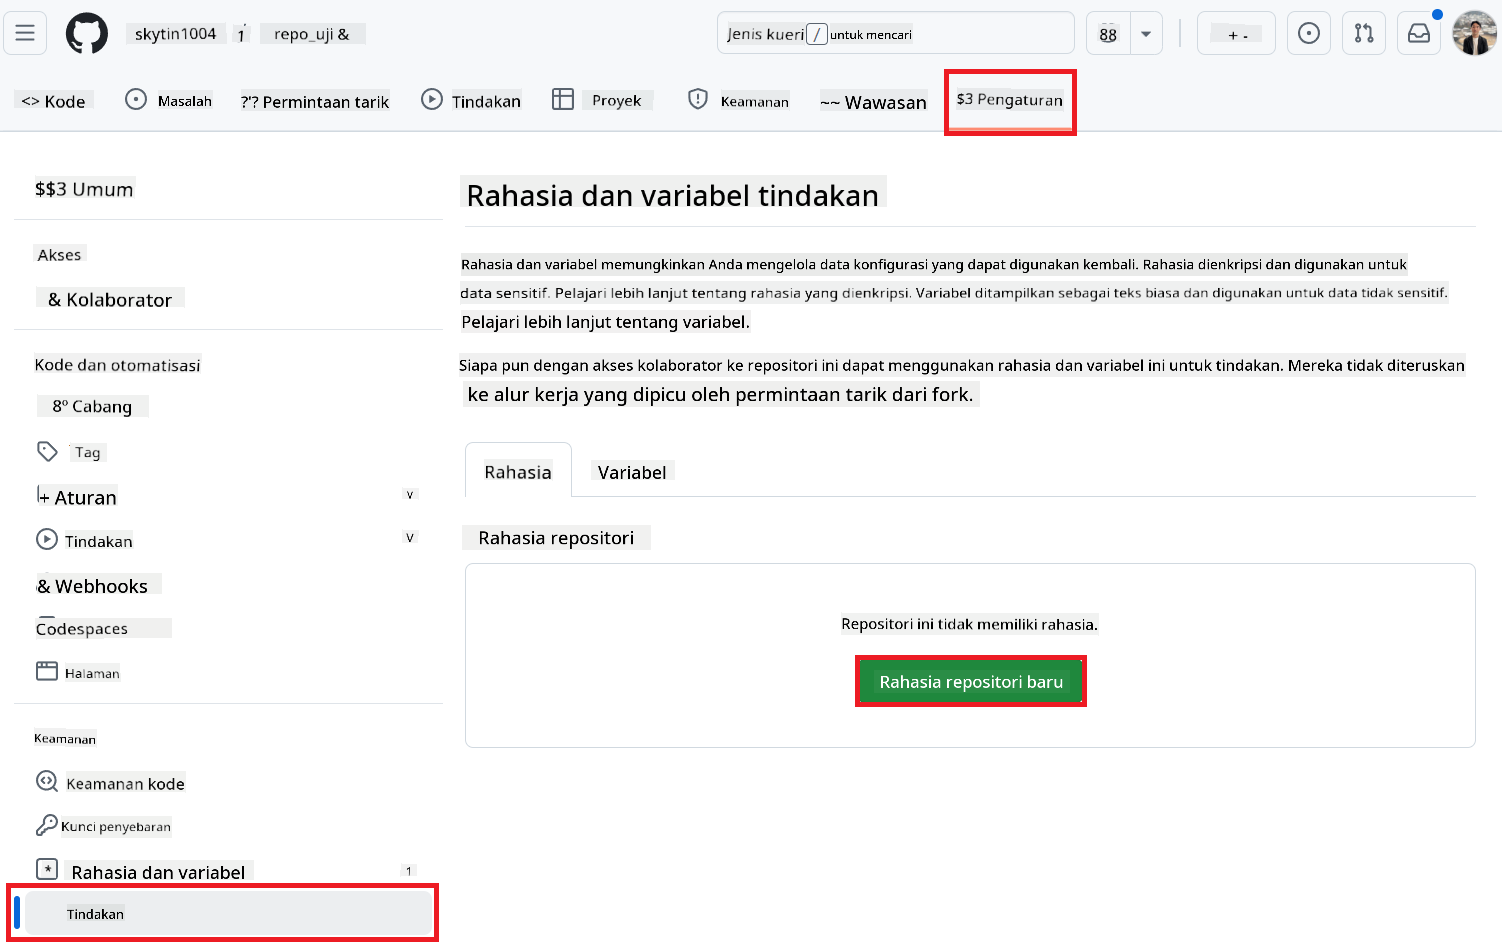 skytin1004 / repo_uji &
Jenis kueri / untuk mencari
88
+ -
<> Kode
Masalah
?'? Permintaan tarik
Tindakan
Proyek
Keamanan
~~ Wawasan
$3 Pengaturan
$$3 Umum
Akses
& Kolaborator
Kode dan otomatisasi
8º Cabang
Tag
+ Aturan v
Tindakan v
& Webhooks
Codespaces
Halaman
Keamanan
Keamanan kode
Kunci penyebaran
* Rahasia dan variabel 1
Tindakan
Rahasia dan variabel tindakan
Rahasia dan variabel memungkinkan Anda mengelola data konfigurasi yang dapat digunakan kembali. Rahasia dienkripsi dan digunakan untuk
data sensitif. Pelajari lebih lanjut tentang rahasia yang dienkripsi. Variabel ditampilkan sebagai teks biasa dan digunakan untuk data tidak sensitif.
Pelajari lebih lanjut tentang variabel.
Siapa pun dengan akses kolaborator ke repositori ini dapat menggunakan rahasia dan variabel ini untuk tindakan. Mereka tidak diteruskan
ke alur kerja yang dipicu oleh permintaan tarik dari fork.
Rahasia
Variabel
Rahasia repositori
Repositori ini tidak memiliki rahasia.
Rahasia repositori baru